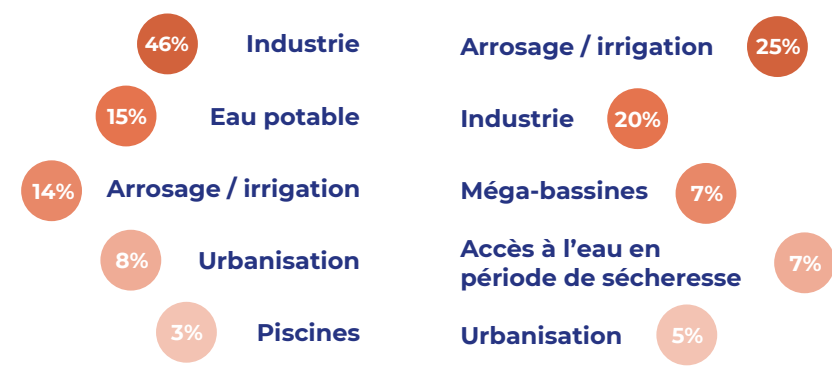 46% Industrie
15% Eau potable
14% Arrosage / irrigation
8% Urbanisation
3% Piscines
Arrosage / irrigation 25%
Industrie 20%
Méga-bassines 7%
Accès à l’eau en
période de sécheresse 7%
Urbanisation 5%